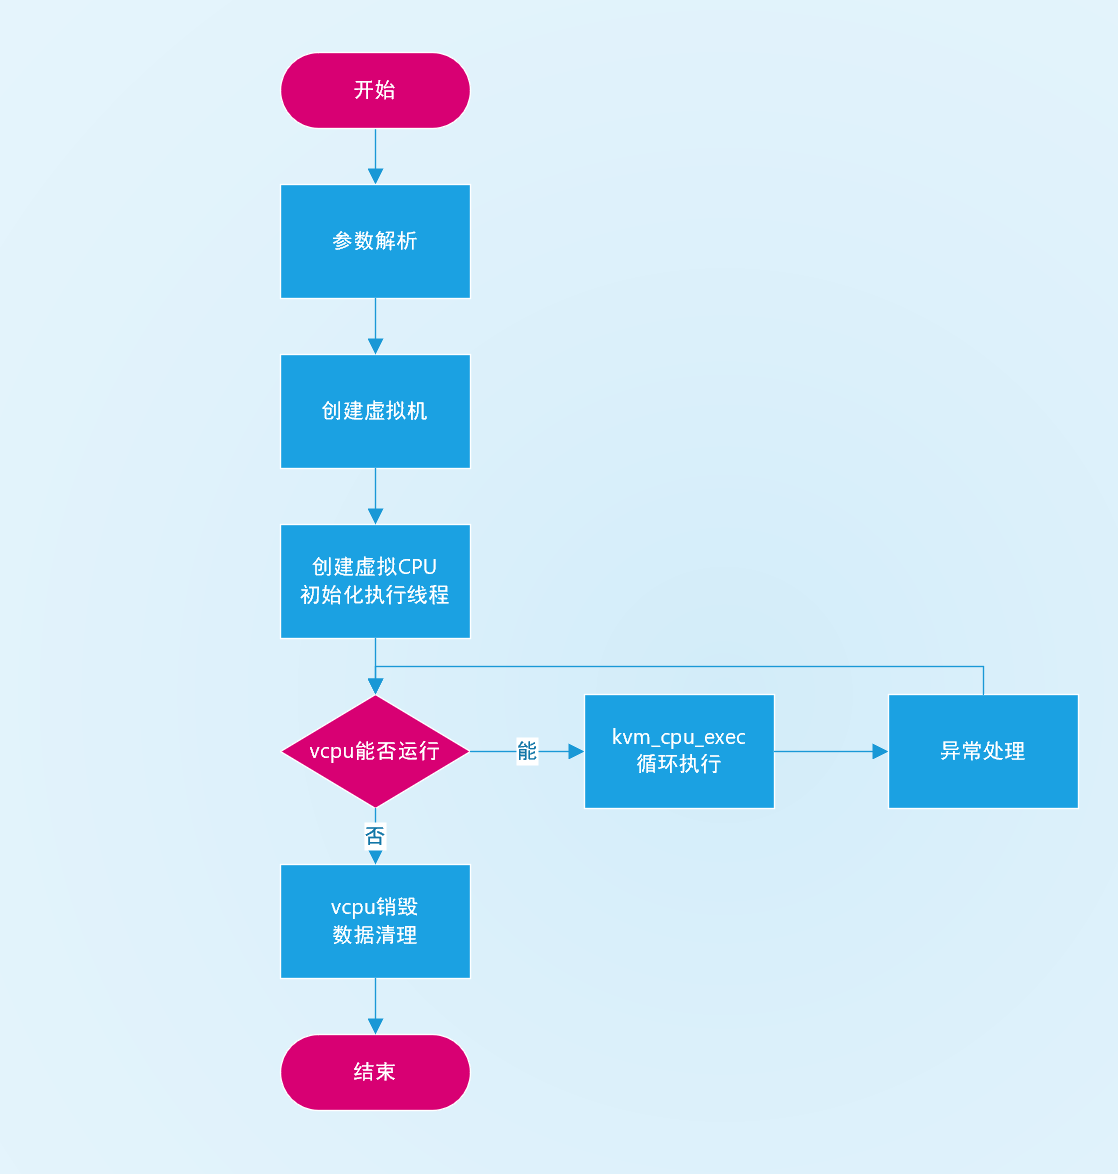 开始
参数解析
创建虚拟机
创建虚拟CPU
初始化执行线程
vcpu能否运行
能
kvm_cpu_exec
循环执行
异常处理
否
vcpu销毁
数据清理
结束